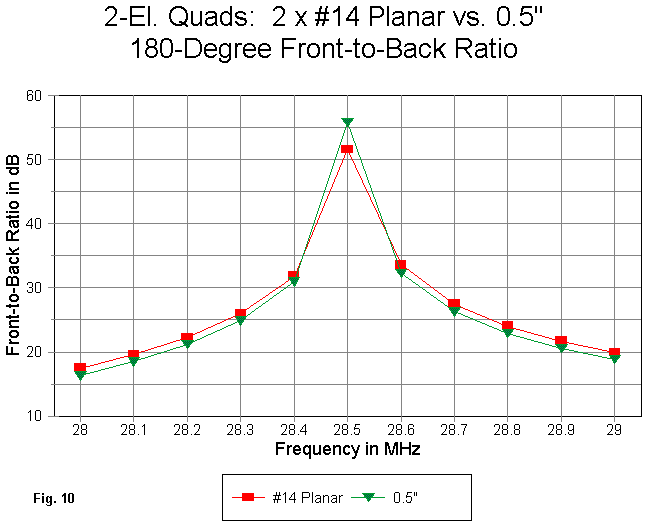 2-El. Quads:  2 x #14 Planar vs. 0.5"
180-Degree Front-to-Back Ratio
60
50
40
30
20
10
Front-to-Back Ratio in dB
28 28.1 28.2 28.3 28.4 28.5 28.6 28.7 28.8 28.9 29
Frequency in MHz
Fig. 10
#14 Planar 0.5"